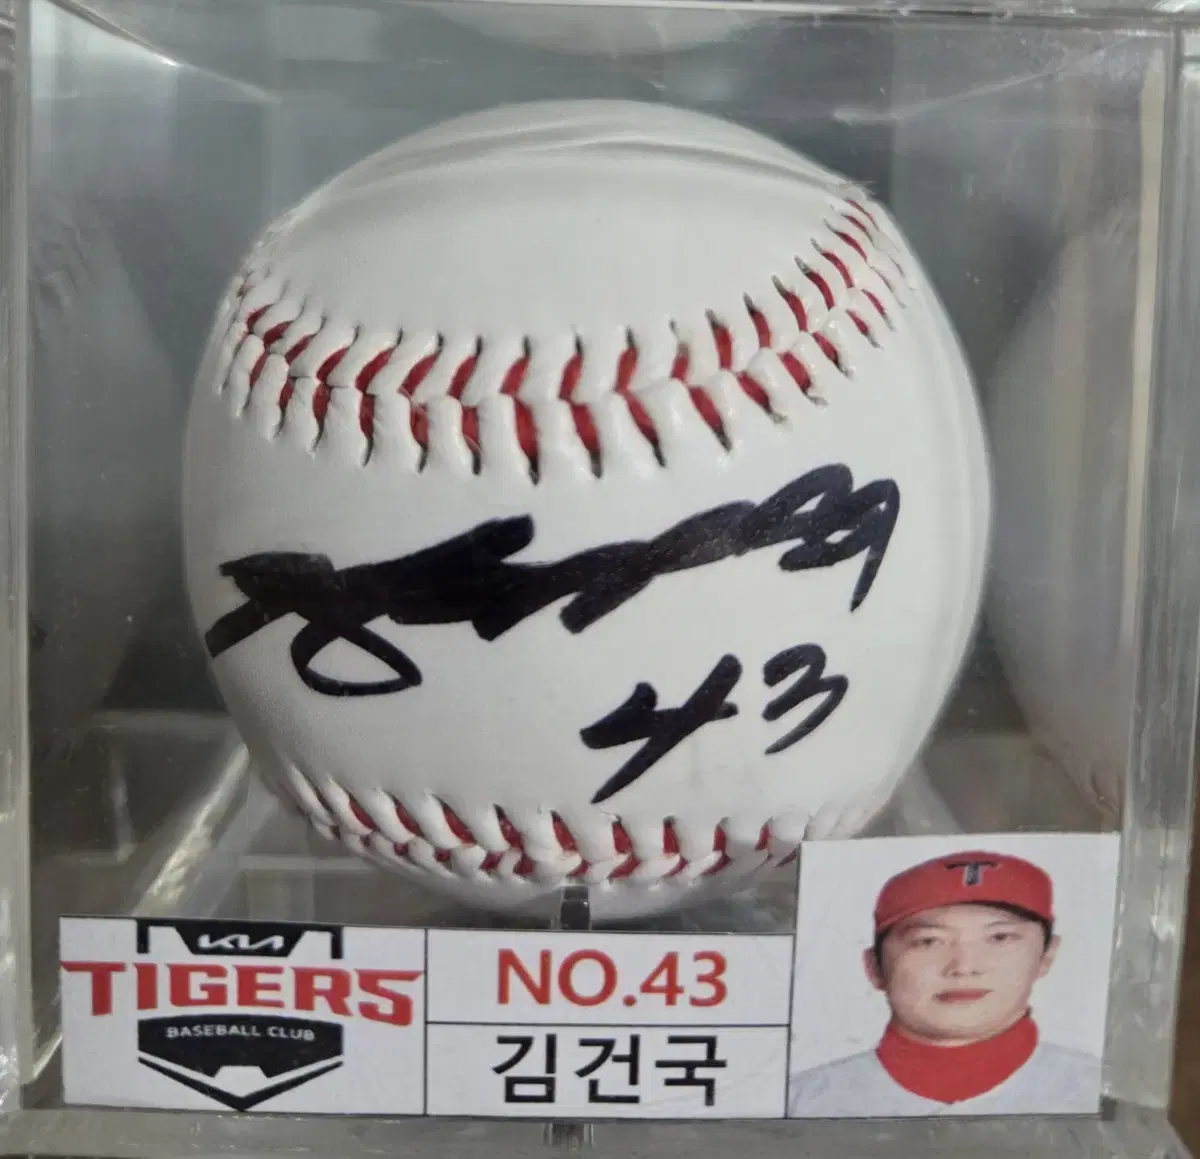 43
KIA
TIGERS
BASEBALL CLUB
NO.43
김건국
T